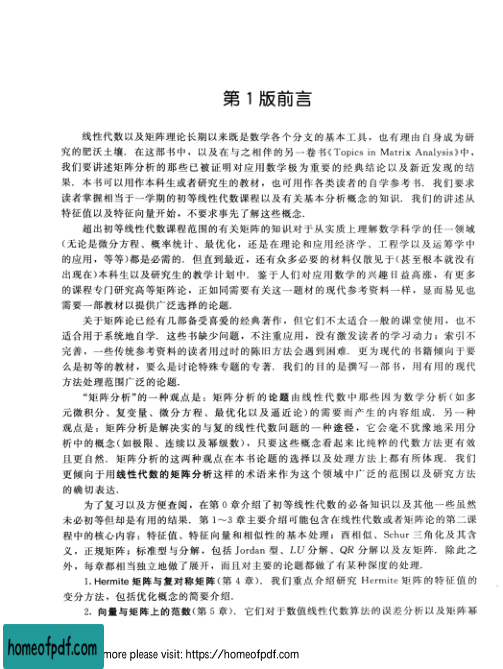 第 1 版前言
线性代数以及矩阵理论长期以来既是数学各个分支的基本工具，也有理由自身成为研
究的肥沃土壤. 在这部书中，以及在与之相伴的另一卷书《Topics in Matrix Analysis》中，
我们要讲述矩阵分析的那些已被证明对应用数学极为重要的经典结论以及新近发现的结
果. 本书可以用作本科生或者研究生的教材，也可用作各类读者的自学参考书. 我们要求
读者掌握相当于一学期的初等线性代数课程以及有关基本分析概念的知识. 我们的讲述从
特征值以及特征向量开始，不要求事先了解这些概念.
超出初等线性代数课程范围的有关矩阵的知识对于从实质上理解数学科学的任一领域
(无论是微分方程、概率统计、最优化，还是在理论和应用经济学、工程学以及运筹学中
的应用，等等)都是必需的. 但直到最近，还有众多必要的材料仅散见于(甚至根本就没有
出现在)本科生以及研究生的教学计划中. 鉴于人们对应用数学的兴趣日益高涨，有更多
的课程专门研究高等矩阵论，正如同需要有关这一题材的现代参考资料一样，显而易见也
需要一部教材以提供广泛选择的论题.
关于矩阵论已经有几部备受喜爱的经典著作，但它们不太适合一般的课堂使用，也不
适合用于系统地自学. 这些书缺少问题，不注重应用，没有激发读者的学习动力；索引不
完善，一些传统参考资料的读者用过时的陈旧方法会遇到困难. 更为现代的书籍倾向于要
么是初等的教材，要么是讨论特殊专题的专著. 我们的目的是撰写一部书，用有用的现代
方法处理范围广泛的论题.
“矩阵分析”的一种观点是：矩阵分析的论题由线性代数中那些因为数学分析(如多
元微积分、复变量、微分方程、最优化以及逼近论)的需要而产生的内容组成. 另一种
观点是：矩阵分析是解决实的与复的线性代数问题的一种途径，它会毫不犹豫地采用分
析中的概念(如极限、连续以及幂级数)，只要这些概念看起来比纯粹的代数方法更有效
且更自然. 矩阵分析的这两种观点在本书论题的选择以及处理方法上都有所体现. 我们
更倾向于用线性代数的矩阵分析这样的术语来作为这个领域中广泛的范围以及研究方法
的确切表达.
为了复习以及方便查阅，在第 0 章介绍了初等线性代数的必备知识以及其他一些虽然
未必初等但却是有用的结果. 第 1～3 章主要介绍可能包含在线性代数或者矩阵论的第二课
程中的核心内容：特征值、特征向量和相似性的基本处理；酉相似、Schur 三角化及其含
义，正规矩阵；标准型与分解，包括 Jordan 型、LU 分解、QR 分解以及友矩阵. 除此之
外，每章都相当独立地做了展开，而且对主要的论题都做了有某种深度的处理.
1. Hermite 矩阵与复对称矩阵(第 4 章). 我们重点介绍研究 Hermite 矩阵的特征值的
变分方法，包括优化概念的简要介绍.
2. 向量与矩阵上的范数(第 5 章). 它们对于数值线性代数算法的误差分析以及矩阵幂
homeofpdf.com
more please visit: https://homeofpdf.com